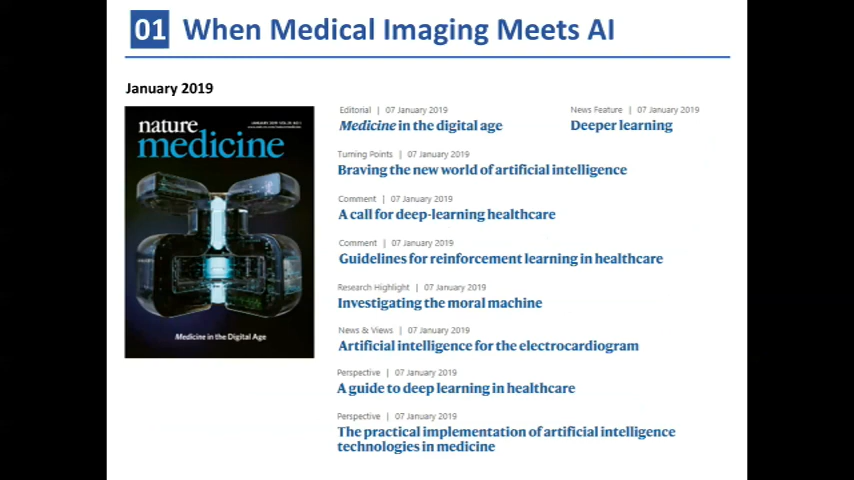 01 When Medical Imaging Meets AI
January 2019
nature
medicine
Medicine in the Digital Age
Editorial | 07 January 2019
Medicine in the digital age
News Feature | 07 January 2019
Deeper learning
Turning Points | 07 January 2019
Braving the new world of artificial intelligence
Comment | 07 January 2019
A call for deep-learning healthcare
Comment | 07 January 2019
Guidelines for reinforcement learning in healthcare
Research Highlight | 07 January 2019
Investigating the moral machine
News & Views | 07 January 2019
Artificial intelligence for the electrocardiogram
Perspective | 07 January 2019
A guide to deep learning in healthcare
Perspective | 07 January 2019
The practical implementation of artificial intelligence
technologies in medicine